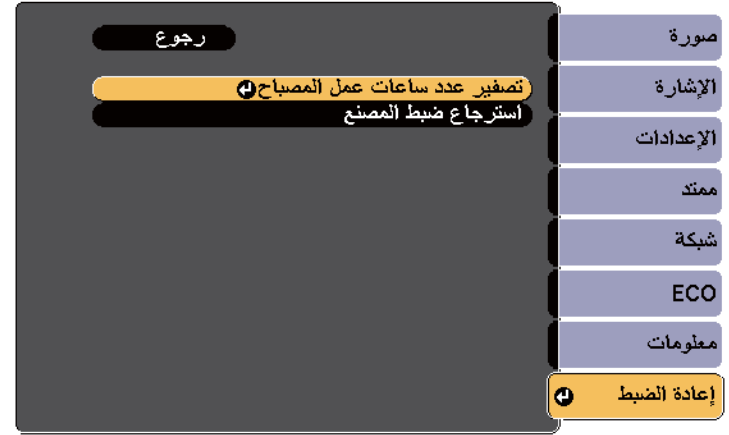 صورة
الإشارة
الإعدادات
ممتد
شبكة
ECO
معلومات
إعادة الضبط
رجوع
تصفير عدد ساعات عمل المصباح
استرجاع ضبط المصنع